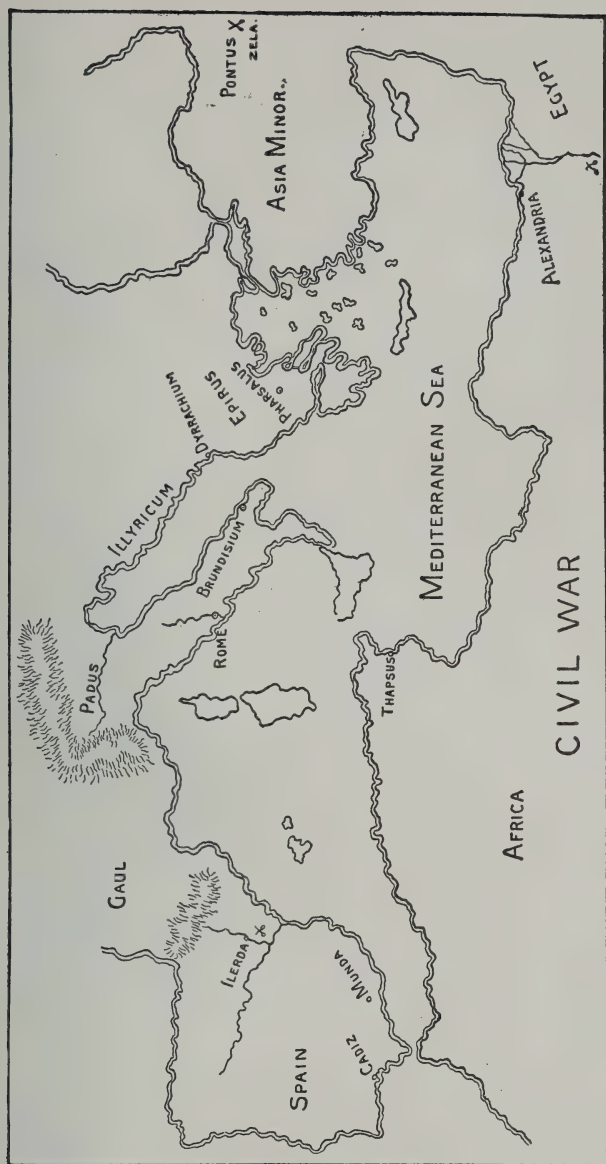 PONTUS
ZELA.
ASIA MINOR.
EGYPT
ALEXANDRIA
DYRRACHIUM
EPIRUS
PHARSALUS
ILLYRICUM
BRUNDISIUM
MEDITERRANEAN SEA
PADUS
ROME
THAPSUS
CIVIL WAR
AFRICA
GAUL
ILERDA
MUNDA
CADIZ
SPAIN